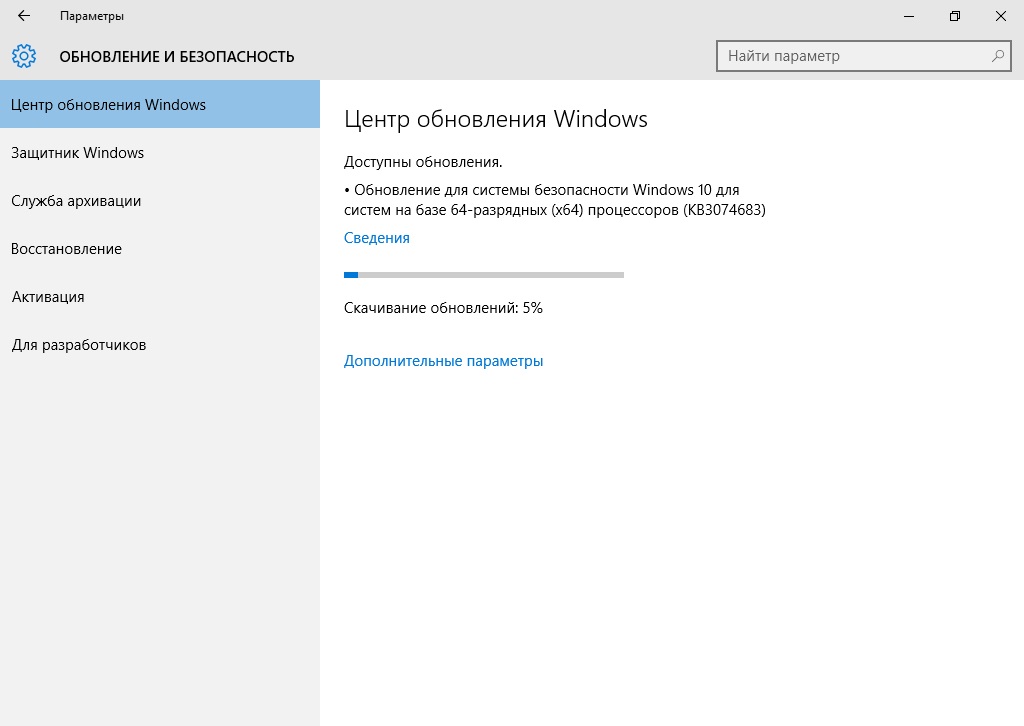 Параметры
ОБНОВЛЕНИЕ И БЕЗОПАСНОСТЬ
Найти параметр
Центр обновления Windows
Защитник Windows
Служба архивации
Восстановление
Активация
Для разработчиков
Центр обновления Windows
Доступны обновления.
• Обновление для системы безопасности Windows 10 для
систем на базе 64-разрядных (x64) процессоров (KB3074683)
Сведения
Скачивание обновлений: 5%
Дополнительные параметры